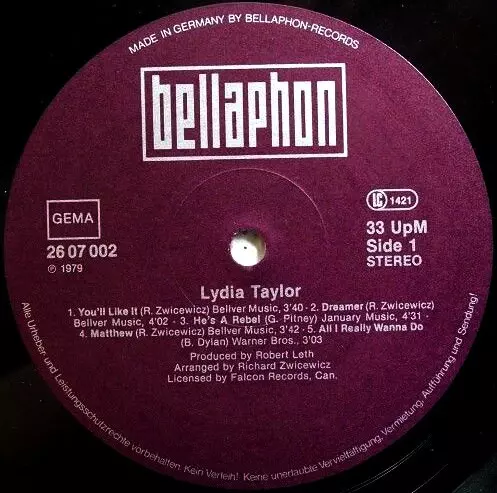 MADE IN GERMANY BY BELLAPHON-RECORDS
bellaphon
GEMA
26 07 002
℗ 1979
LC 1421
33 UpM
Side 1
STEREO
Lydia Taylor
1. You'll Like It (R. Zwicewicz) Bellver Music, 3'40 - 2. Dreamer (R. Zwicewicz)
Bellver Music, 4'02 - 3. He's A Rebel (G. Pitney) January Music, 4'31 -
4. Matthew (R. Zwicewicz) Bellver Music, 3'42 - 5. All I Really Wanna Do
(B. Dylan) Warner Bros., 3'03
Produced by Robert Leth
Arranged by Richard Zwicewicz
Licensed by Falcon Records, Can.
Alle Urheber- und Leistungsschutzrechte vorbehalten. Kein Verleih! Keine unerlaubte Vervielfältigung, Vermietung, Aufführung und Sendung!